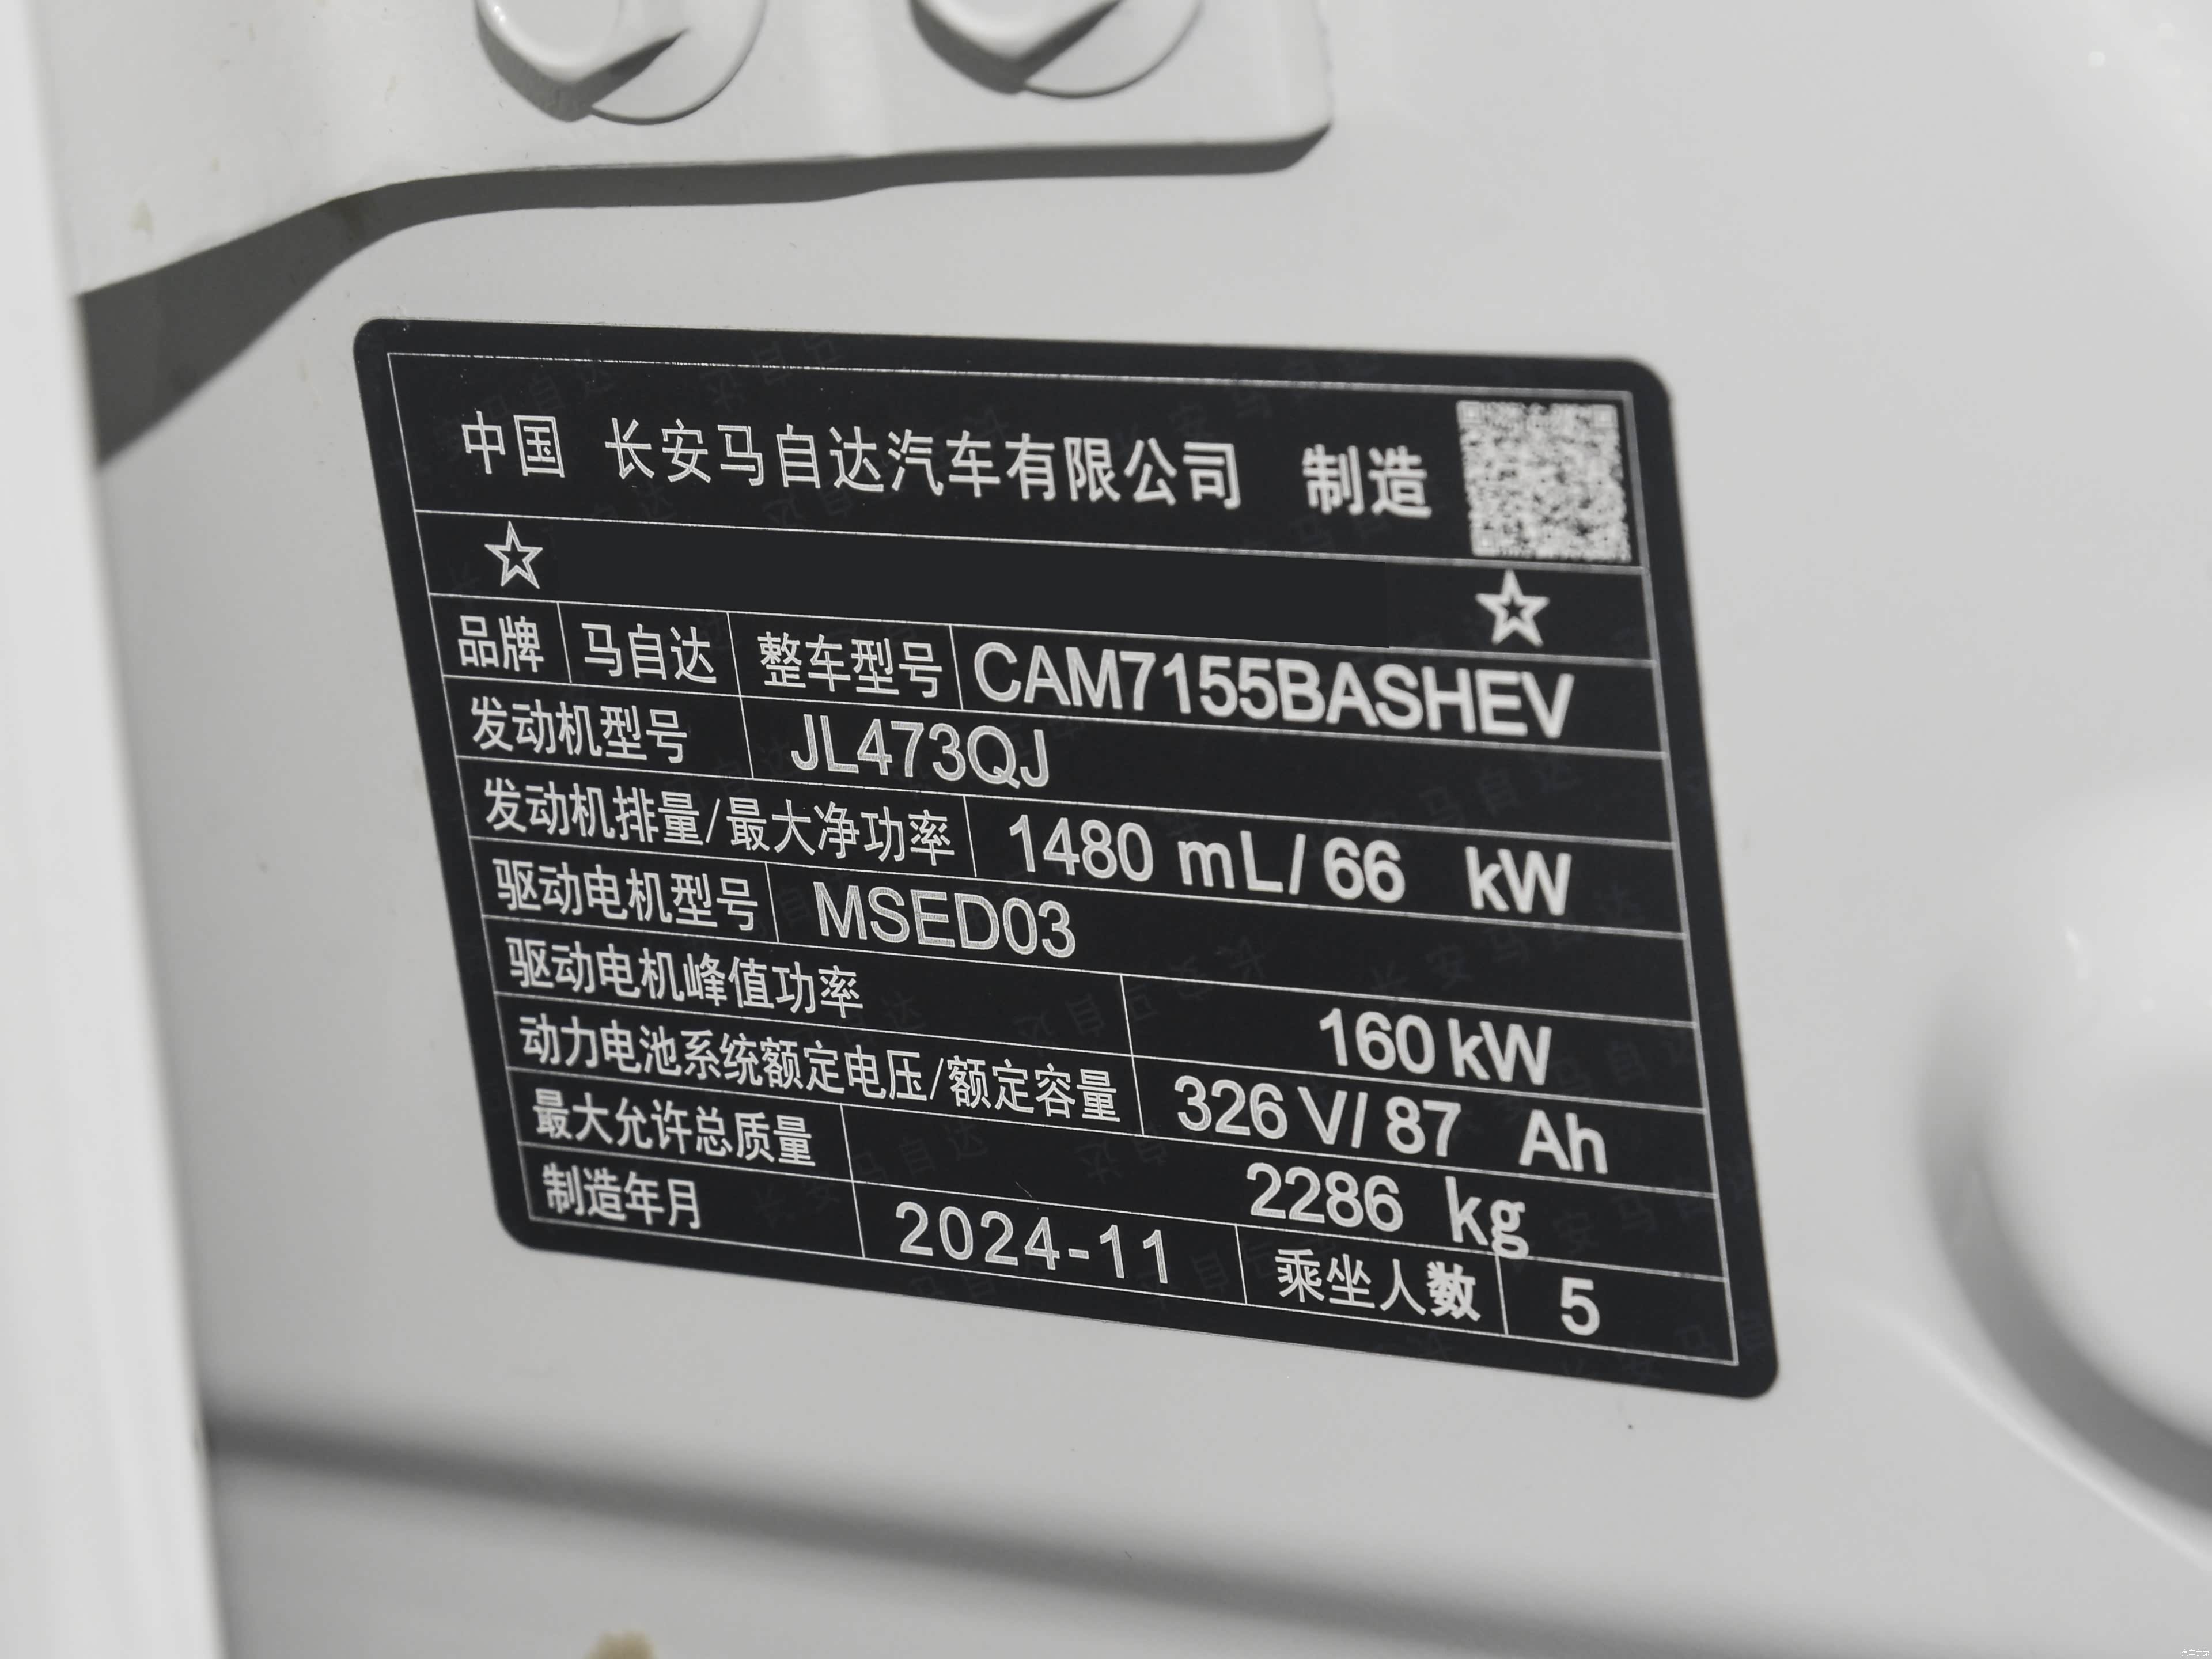 中国 长安马自达汽车有限公司 制造
☆ ☆
品牌 马自达 整车型号 CAM7155BASHEV
发动机型号 JL473QJ
发动机排量/最大净功率 1480 mL/ 66 kW
驱动电机型号 MSED03
驱动电机峰值功率 160 kW
动力电池系统额定电压/额定容量 326 V/ 87 Ah
最大允许总质量 2286 kg
制造年月 2024-11 乘坐人数 5
汽车之家